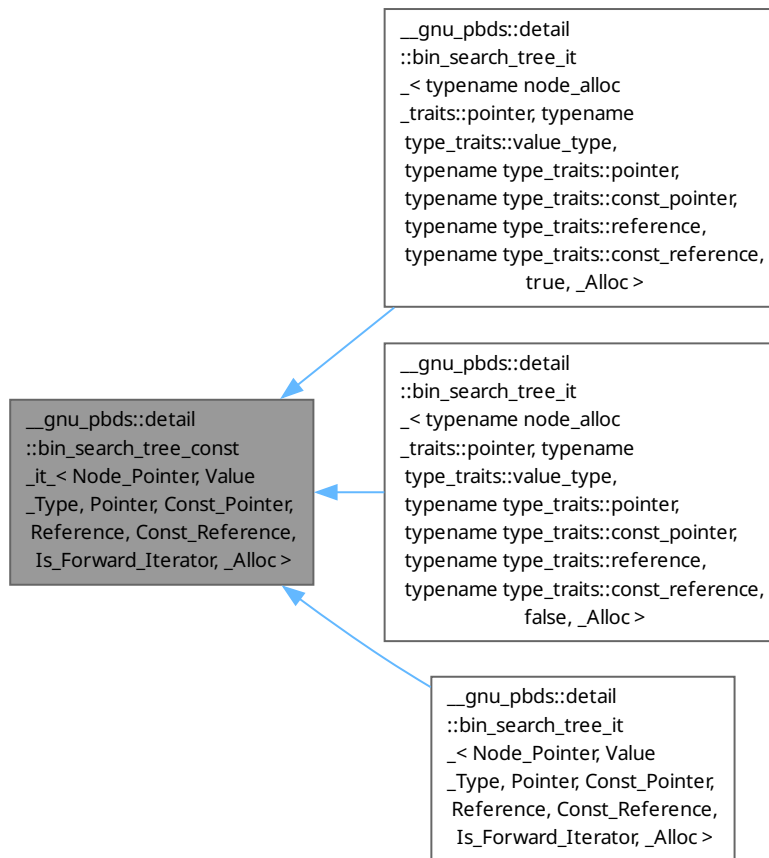 __gnu_pbds::detail
::bin_search_tree_it
_< typename node_alloc
_traits::pointer, typename
type_traits::value_type,
typename type_traits::pointer,
typename type_traits::const_pointer,
typename type_traits::reference,
typename type_traits::const_reference,
true, _Alloc >
__gnu_pbds::detail
::bin_search_tree_const
_it_< Node_Pointer, Value
_Type, Pointer, Const_Pointer,
Reference, Const_Reference,
Is_Forward_Iterator, _Alloc >
__gnu_pbds::detail
::bin_search_tree_it
_< typename node_alloc
_traits::pointer, typename
type_traits::value_type,
typename type_traits::pointer,
typename type_traits::const_pointer,
typename type_traits::reference,
typename type_traits::const_reference,
false, _Alloc >
__gnu_pbds::detail
::bin_search_tree_it
_< Node_Pointer, Value
_Type, Pointer, Const_Pointer,
Reference, Const_Reference,
Is_Forward_Iterator, _Alloc >